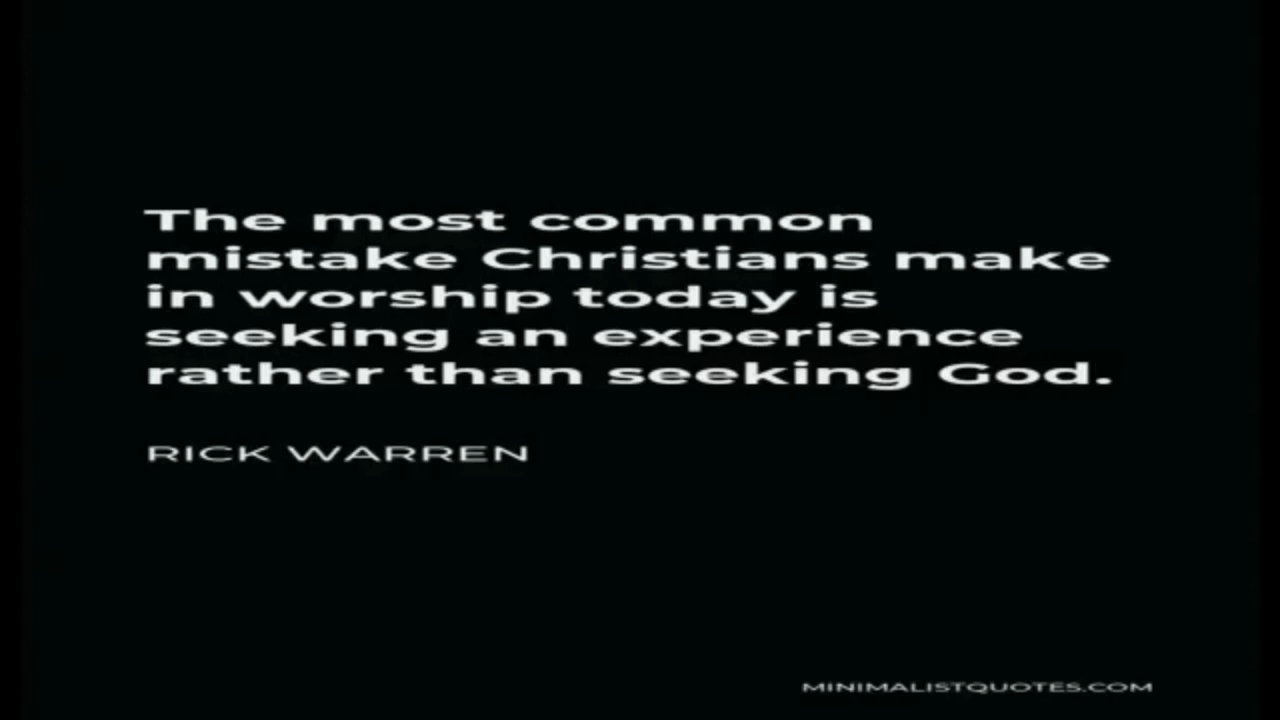 The most common
mistake Christians make
in worship today is
seeking an experience
rather than seeking God.
RICK WARREN
MINIMALISTQUOTES.COM